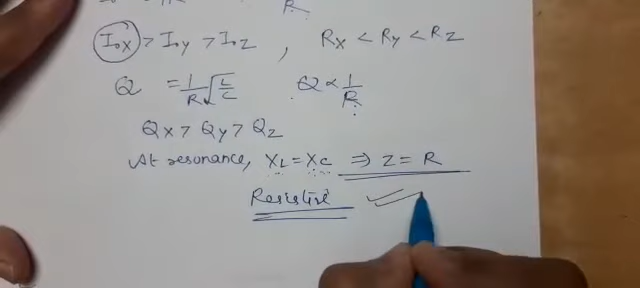 I₀x > I₀y > I₀z , Rx < Ry < Rz
Q = 1/R √(L/C) Q ∝ 1/R
Qx > Qy > Qz
At resonance, XL = XC ⇒ Z = R
Resistive